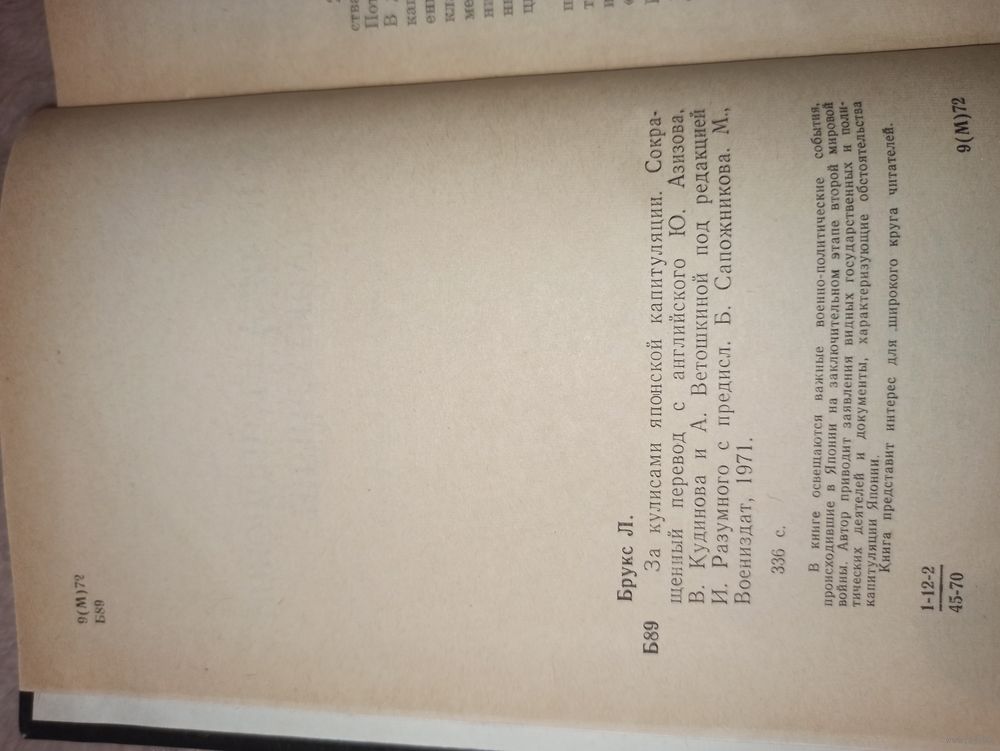 9(М)72
Б89
Брукс Л.
Б89
За кулисами японской капитуляции. Сокра-
щенный перевод с английского Ю. Азизова,
В. Кудинова и А. Ветошкиной под редакцией
И. Разумного с предисл. Б. Сапожникова. М.,
Воениздат, 1971.
336 с.
В книге освещаются важные военно-политические события,
происходившие в Японии на заключительном этапе второй мировой
войны. Автор приводит заявления видных государственных и поли-
тических деятелей и документы, характеризующие обстоятельства
капитуляции Японии.
Книга представит интерес для широкого круга читателей.
1-12-2
45-70
9(М)72